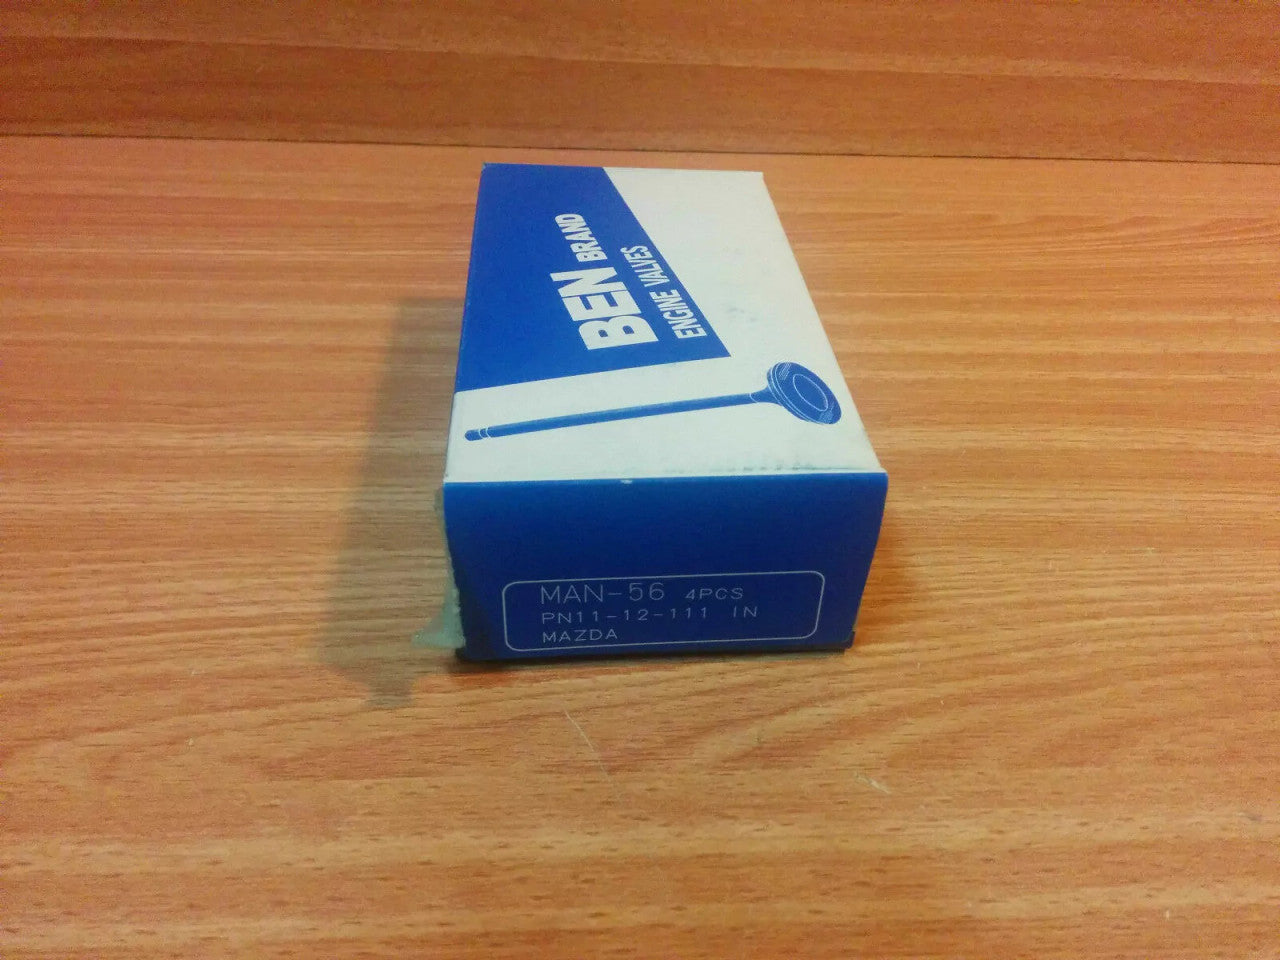 BEN BRAND
ENGINE VALVES
MAN-56 4PCS
PN11-12-111 IN
MAZDA